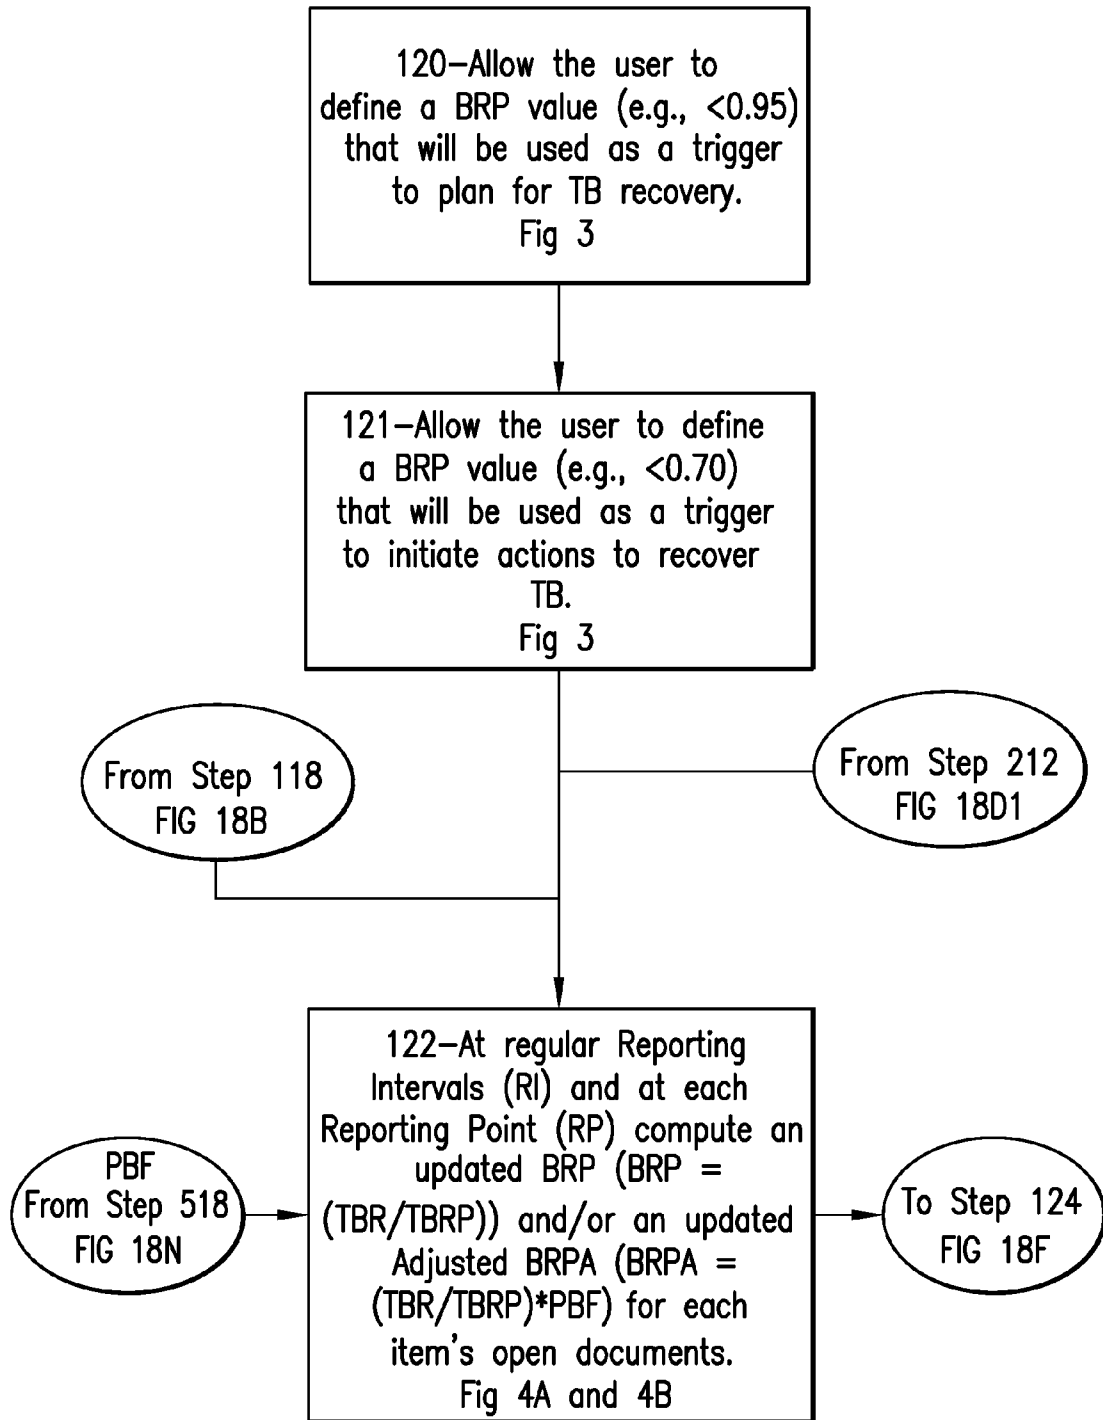 120-Allow the user to
define a BRP value (e.g., <0.95)
that will be used as a trigger
to plan for TB recovery.
Fig 3
121-Allow the user to define
a BRP value (e.g., <0.70)
that will be used as a trigger
to initiate actions to recover
TB.
Fig 3
From Step 118
FIG 18B
From Step 212
FIG 18D1
122-At regular Reporting
Intervals (RI) and at each
Reporting Point (RP) compute an
updated BRP (BRP =
(TBR/TBRP)) and/or an updated
Adjusted BRPA (BRPA =
(TBR/TBRP)*PBF) for each
item's open documents.
Fig 4A and 4B
PBF
From Step 518
FIG 18N
To Step 124
FIG 18F